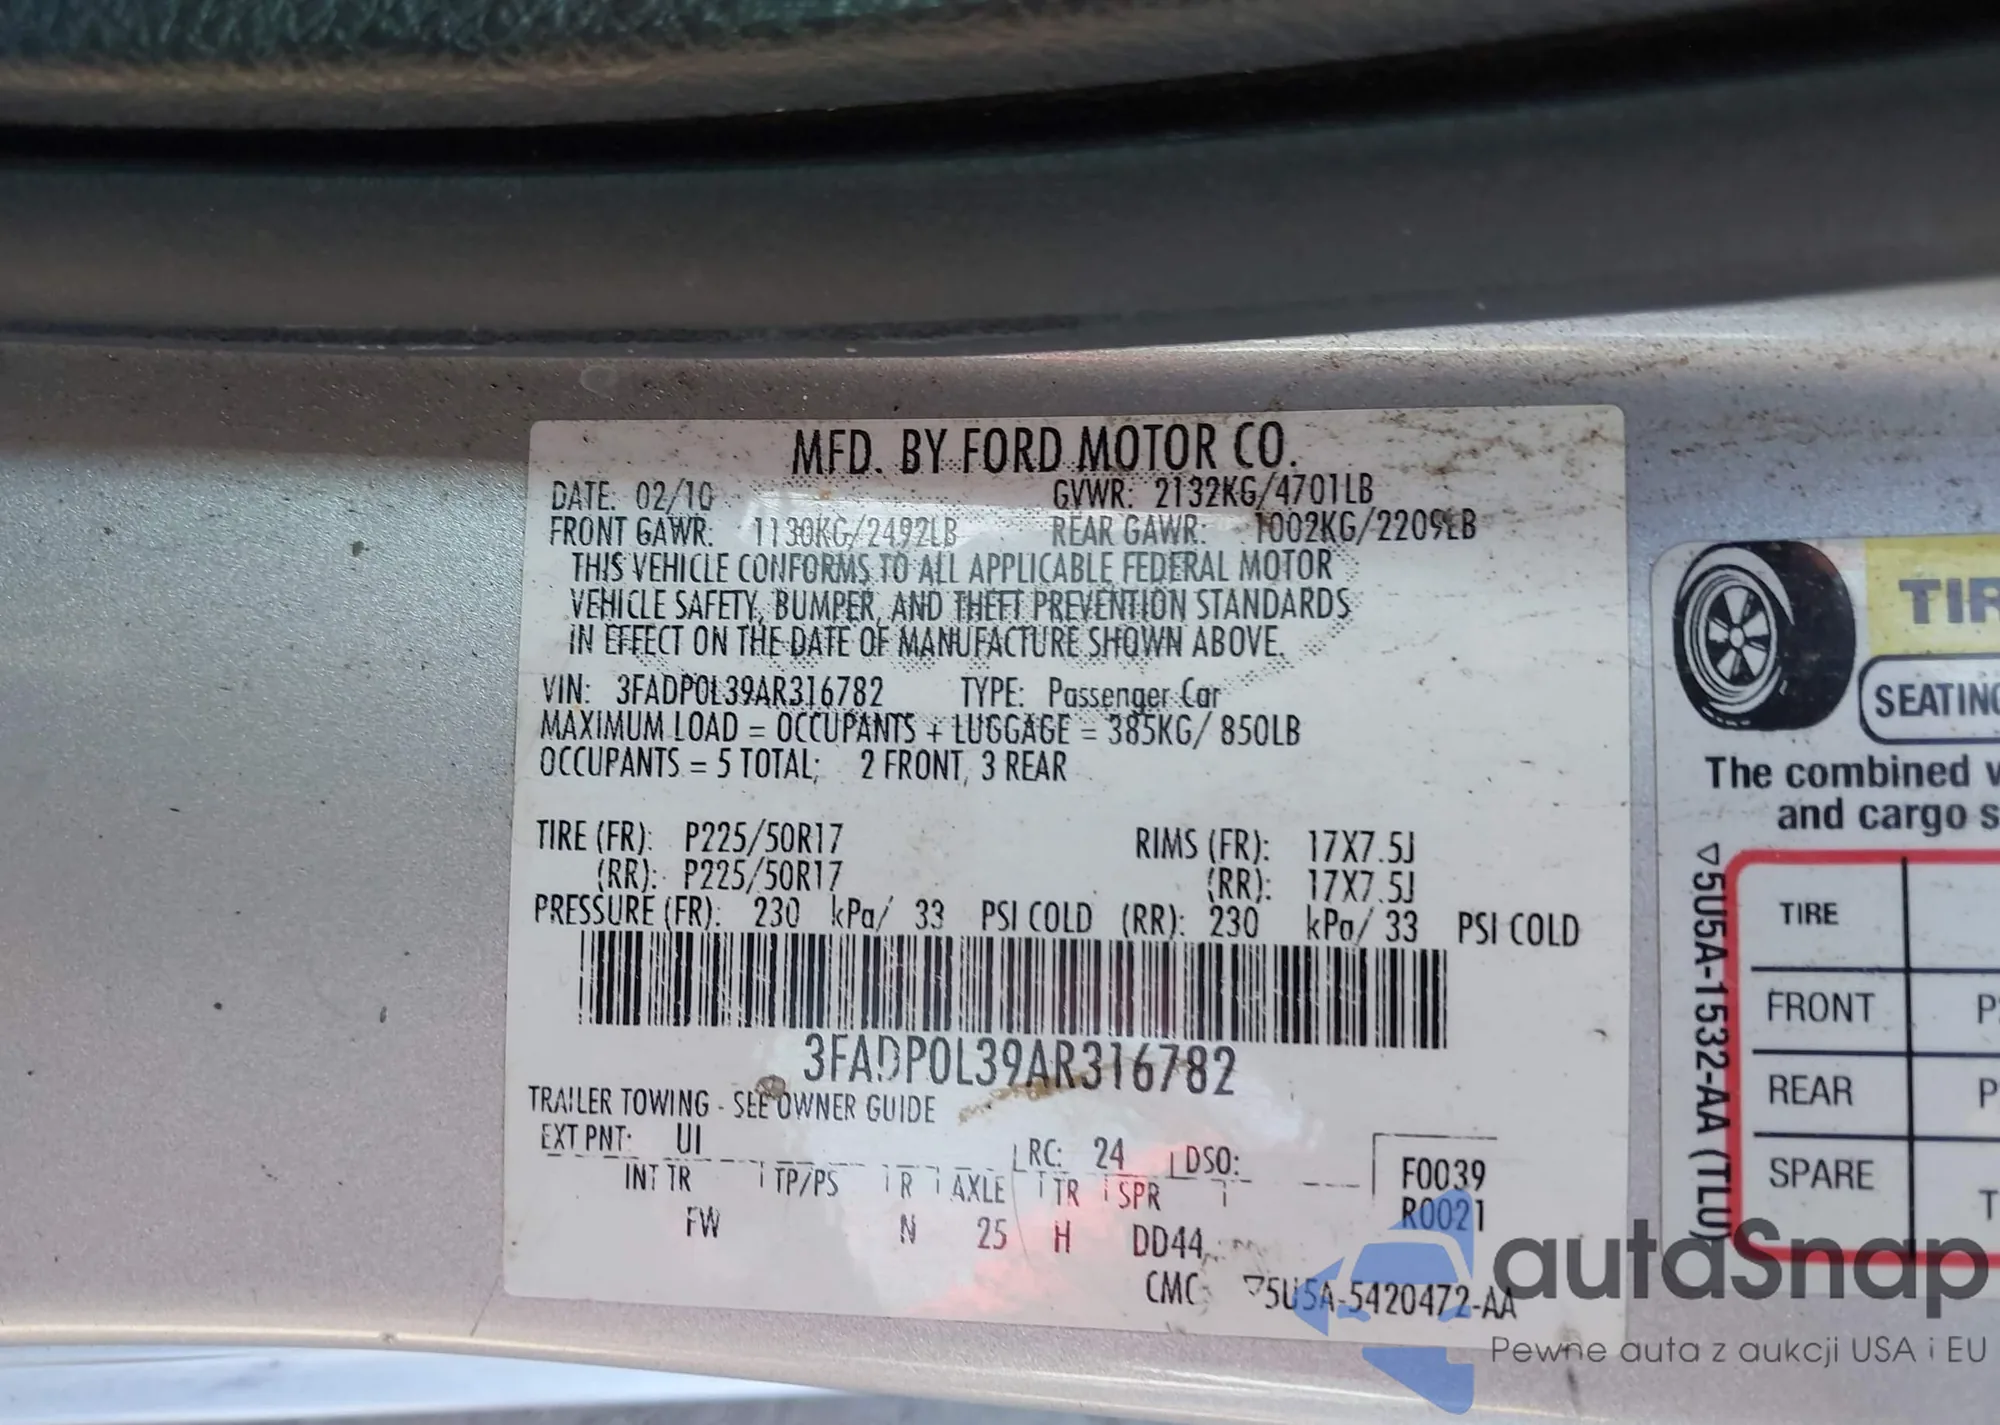 MFD. BY FORD MOTOR CO.
DATE. 02/10 GVWR: 2132KG/4701LB
FRONT GAWR: 1130KG/2492LB REAR GAWR: 1002KG/2209LB
THIS VEHICLE CONFORMS TO ALL APPLICABLE FEDERAL MOTOR
VEHICLE SAFETY, BUMPER, AND THEFT PREVENTION STANDARDS
IN EFFECT ON THE DATE OF MANUFACTURE SHOWN ABOVE.
VIN: 3FADP0L39AR316782 TYPE: Passenger Car
MAXIMUM LOAD = OCCUPANTS + LUGGAGE = 385KG/ 850LB
OCCUPANTS = 5 TOTAL; 2 FRONT, 3 REAR
TIRE (FR): P225/50R17 RIMS (FR): 17X7.5J
(RR): P225/50R17 (RR): 17X7.5J
PRESSURE (FR): 230 kPa/ 33 PSI COLD (RR): 230 kPa/ 33 PSI COLD
3FADP0L39AR316782
TRAILER TOWING - SEE OWNER GUIDE
EXT PNT: UI RC: 24 DSO: F0039
INT TR TP/PS R AXLE TR SPR R0021
FW N 25 H DD44
CMC: ▽5U5A-5420472-AA
TIR
SEATING
The combined w
and cargo s
▽5U5A-1532-AA (TLU)
TIRE
FRONT P
REAR P
SPARE T
autaSnap
Pewne auta z aukcji USA i EU